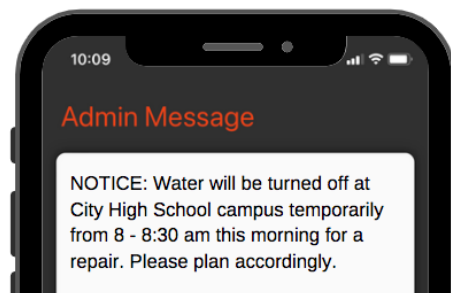 10:09
Admin Message
NOTICE: Water will be turned off at
City High School campus temporarily
from 8 - 8:30 am this morning for a
repair. Please plan accordingly.